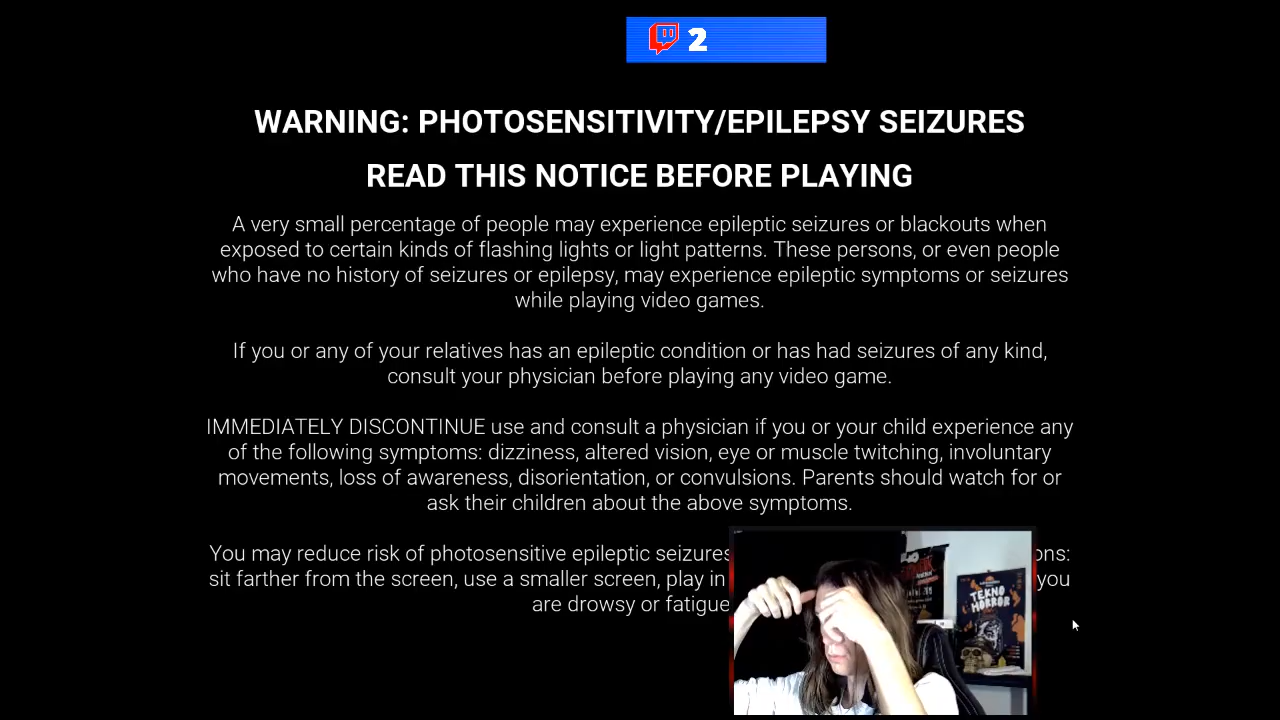 2
WARNING: PHOTOSENSITIVITY/EPILEPSY SEIZURES
READ THIS NOTICE BEFORE PLAYING
A very small percentage of people may experience epileptic seizures or blackouts when
exposed to certain kinds of flashing lights or light patterns. These persons, or even people
who have no history of seizures or epilepsy, may experience epileptic symptoms or seizures
while playing video games.
If you or any of your relatives has an epileptic condition or has had seizures of any kind,
consult your physician before playing any video game.
IMMEDIATELY DISCONTINUE use and consult a physician if you or your child experience any
of the following symptoms: dizziness, altered vision, eye or muscle twitching, involuntary
movements, loss of awareness, disorientation, or convulsions. Parents should watch for or
ask their children about the above symptoms.
You may reduce risk of photosensitive epileptic seizures ons:
sit farther from the screen, use a smaller screen, play in you
are drowsy or fatigue
TEKNO
HORROR